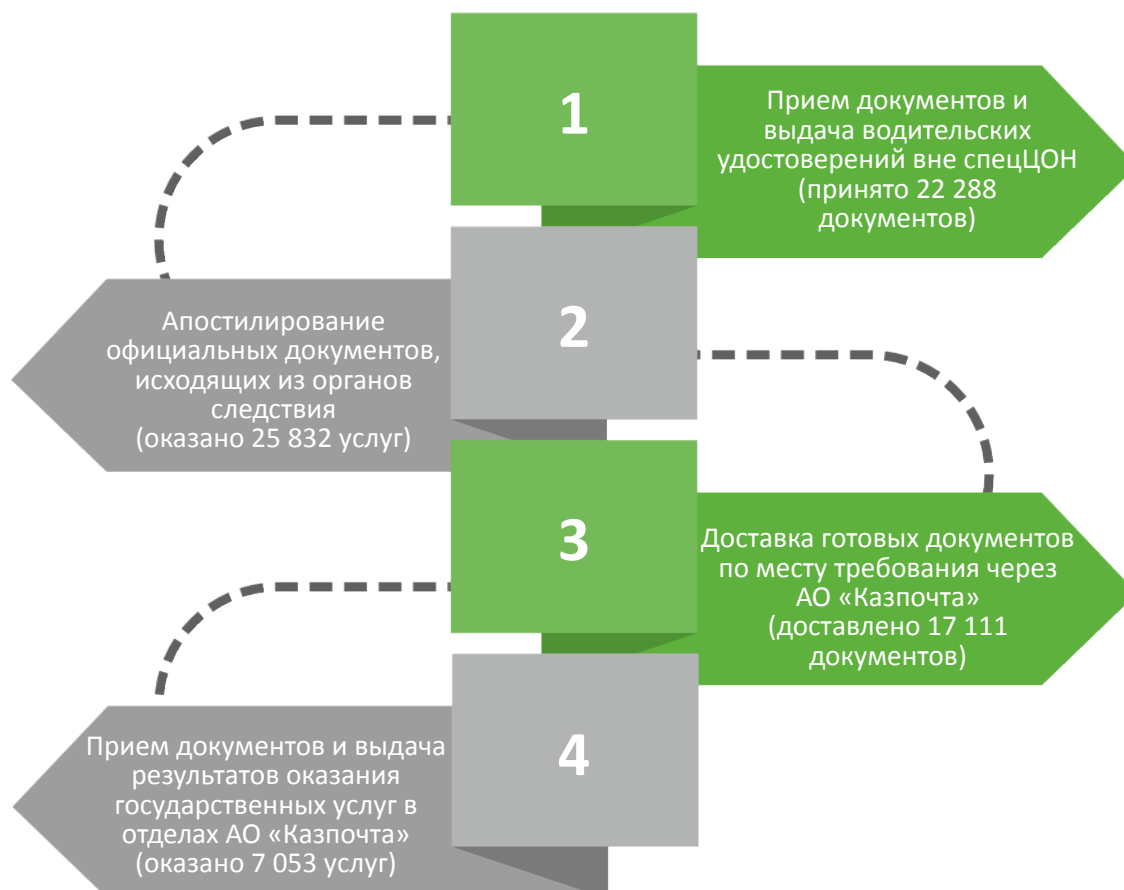 1
Прием документов и
выдача водительских
удостоверений вне спецЦОН
(принято 22 288
документов)
2
Апостилирование
официальных документов,
исходящих из органов
следствия
(оказано 25 832 услуг)
3
Доставка готовых документов
по месту требования через
АО «Казпочта»
(доставлено 17 111
документов)
4
Прием документов и выдача
результатов оказания
государственных услуг в
отделах АО «Казпочта»
(оказано 7 053 услуг)